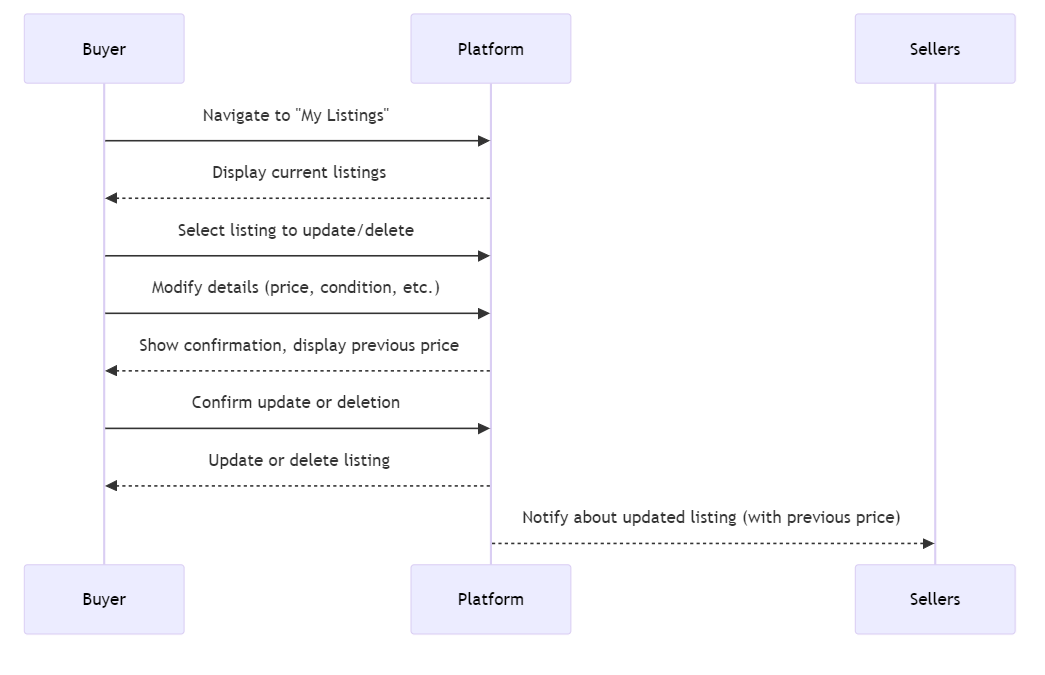 Buyer
Platform
Sellers
Navigate to "My Listings"
Display current listings
Select listing to update/delete
Modify details (price, condition, etc.)
Show confirmation, display previous price
Confirm update or deletion
Update or delete listing
Notify about updated listing (with previous price)
Buyer
Platform
Sellers